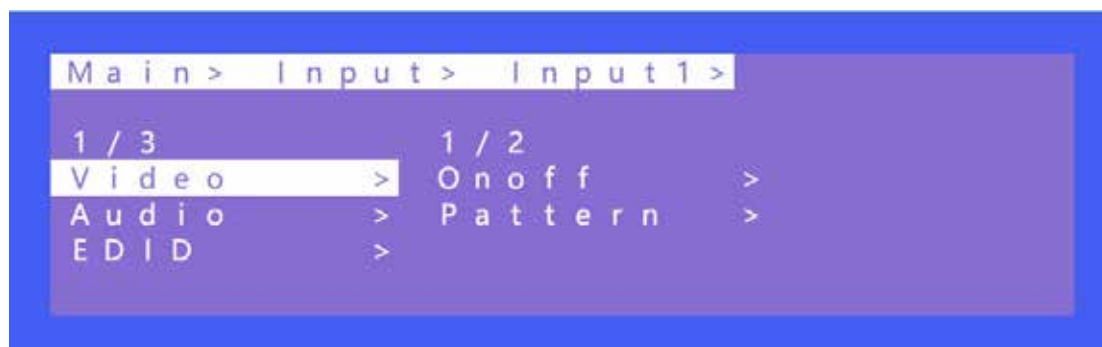 Main> Input> Input1>
1/3 1/2
Video > Onoff >
Audio > Pattern >
EDID >